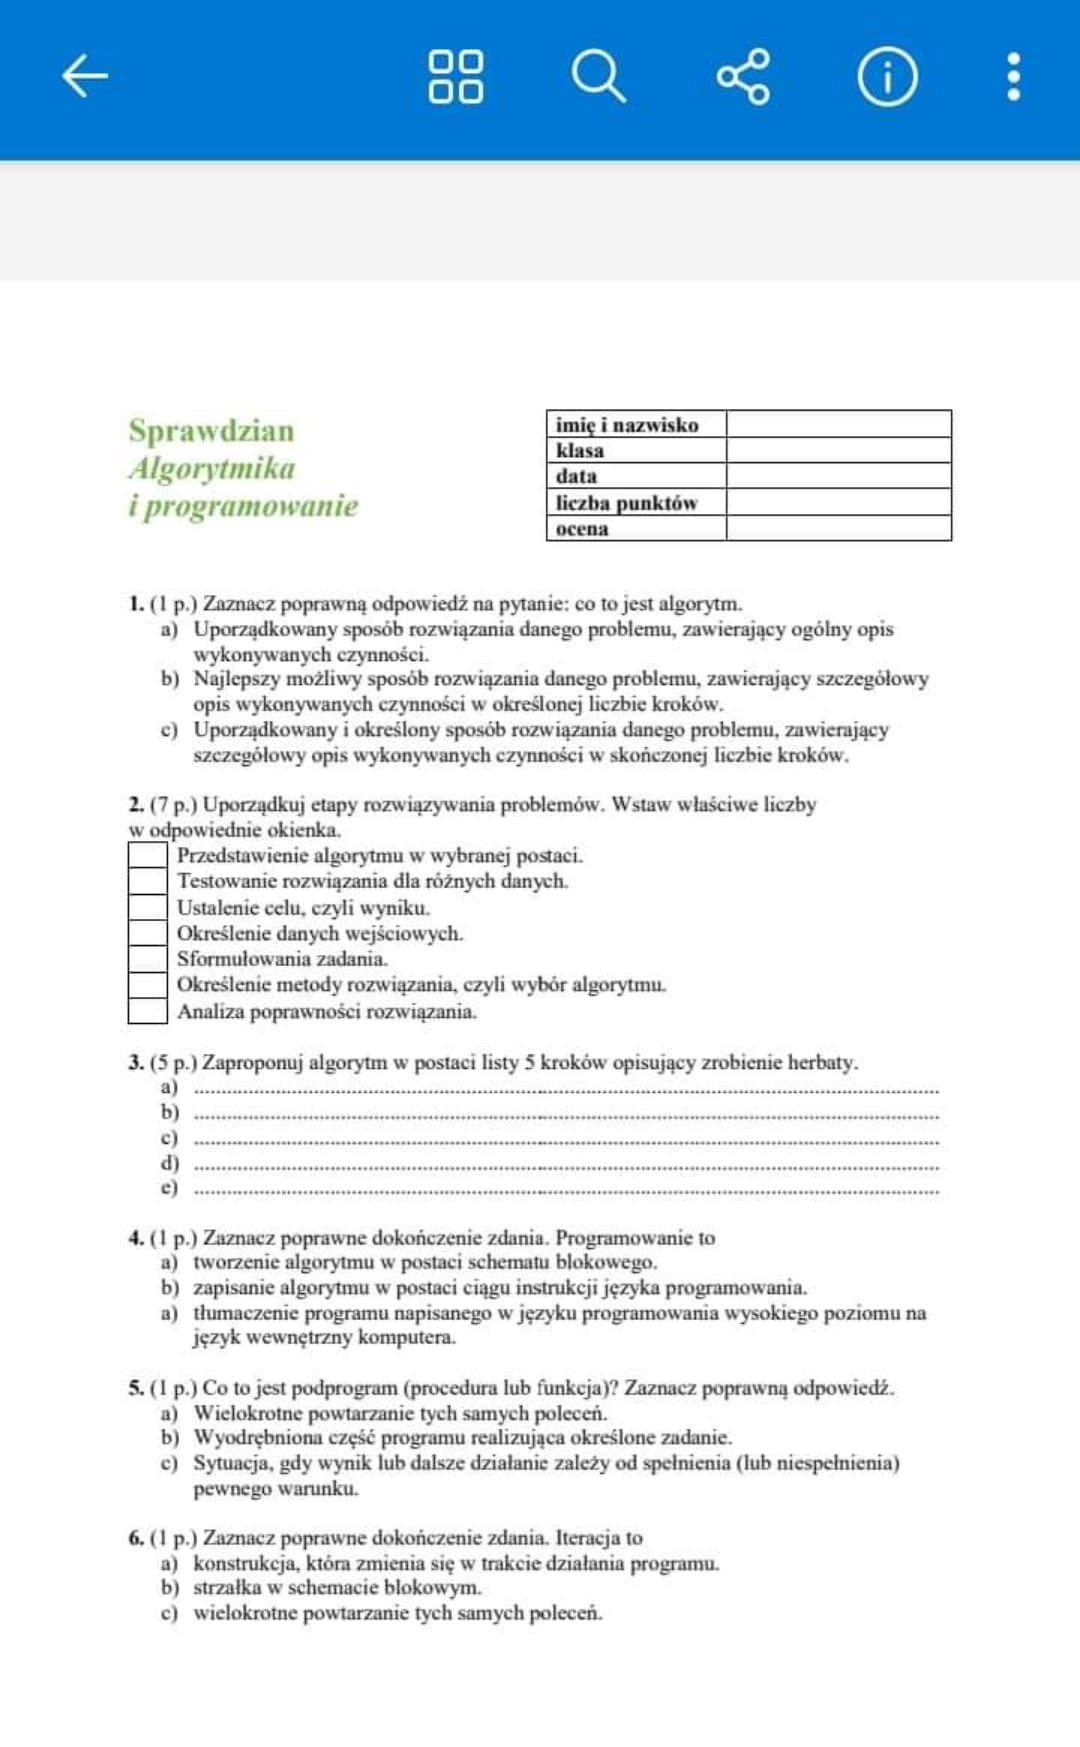 Sprawdzian
Algorytmika
i programowanie
imię i nazwisko
klasa
data
liczba punktów
ocena
1. (1 p.) Zaznacz poprawną odpowiedź na pytanie: co to jest algorytm.
a) Uporządkowany sposób rozwiązania danego problemu, zawierający ogólny opis
wykonywanych czynności.
b) Najlepszy możliwy sposób rozwiązania danego problemu, zawierający szczegółowy
opis wykonywanych czynności w określonej liczbie kroków.
c) Uporządkowany i określony sposób rozwiązania danego problemu, zawierający
szczegółowy opis wykonywanych czynności w skończonej liczbie kroków.
2. (7 p.) Uporządkuj etapy rozwiązywania problemów. Wstaw właściwe liczby
w odpowiednie okienka.
Przedstawienie algorytmu w wybranej postaci.
Testowanie rozwiązania dla różnych danych.
Ustalenie celu, czyli wyniku.
Określenie danych wejściowych.
Sformułowania zadania.
Określenie metody rozwiązania, czyli wybór algorytmu.
Analiza poprawności rozwiązania.
3. (5 p.) Zaproponuj algorytm w postaci listy 5 kroków opisujący zrobienie herbaty.
a)
b)
c)
d)
e)
4. (1 p.) Zaznacz poprawne dokończenie zdania. Programowanie to
a) tworzenie algorytmu w postaci schematu blokowego.
b) zapisanie algorytmu w postaci ciągu instrukcji języka programowania.
a) tłumaczenie programu napisanego w języku programowania wysokiego poziomu na
język wewnętrzny komputera.
5. (1 p.) Co to jest podprogram (procedura lub funkcja)? Zaznacz poprawną odpowiedź.
a) Wielokrotne powtarzanie tych samych poleceń.
b) Wyodrębniona część programu realizująca określone zadanie.
c) Sytuacja, gdy wynik lub dalsze działanie zależy od spełnienia (lub niespełnienia)
pewnego warunku.
6. (1 p.) Zaznacz poprawne dokończenie zdania. Iteracja to
a) konstrukcja, która zmienia się w trakcie działania programu.
b) strzałka w schemacie blokowym.
c) wielokrotne powtarzanie tych samych poleceń.